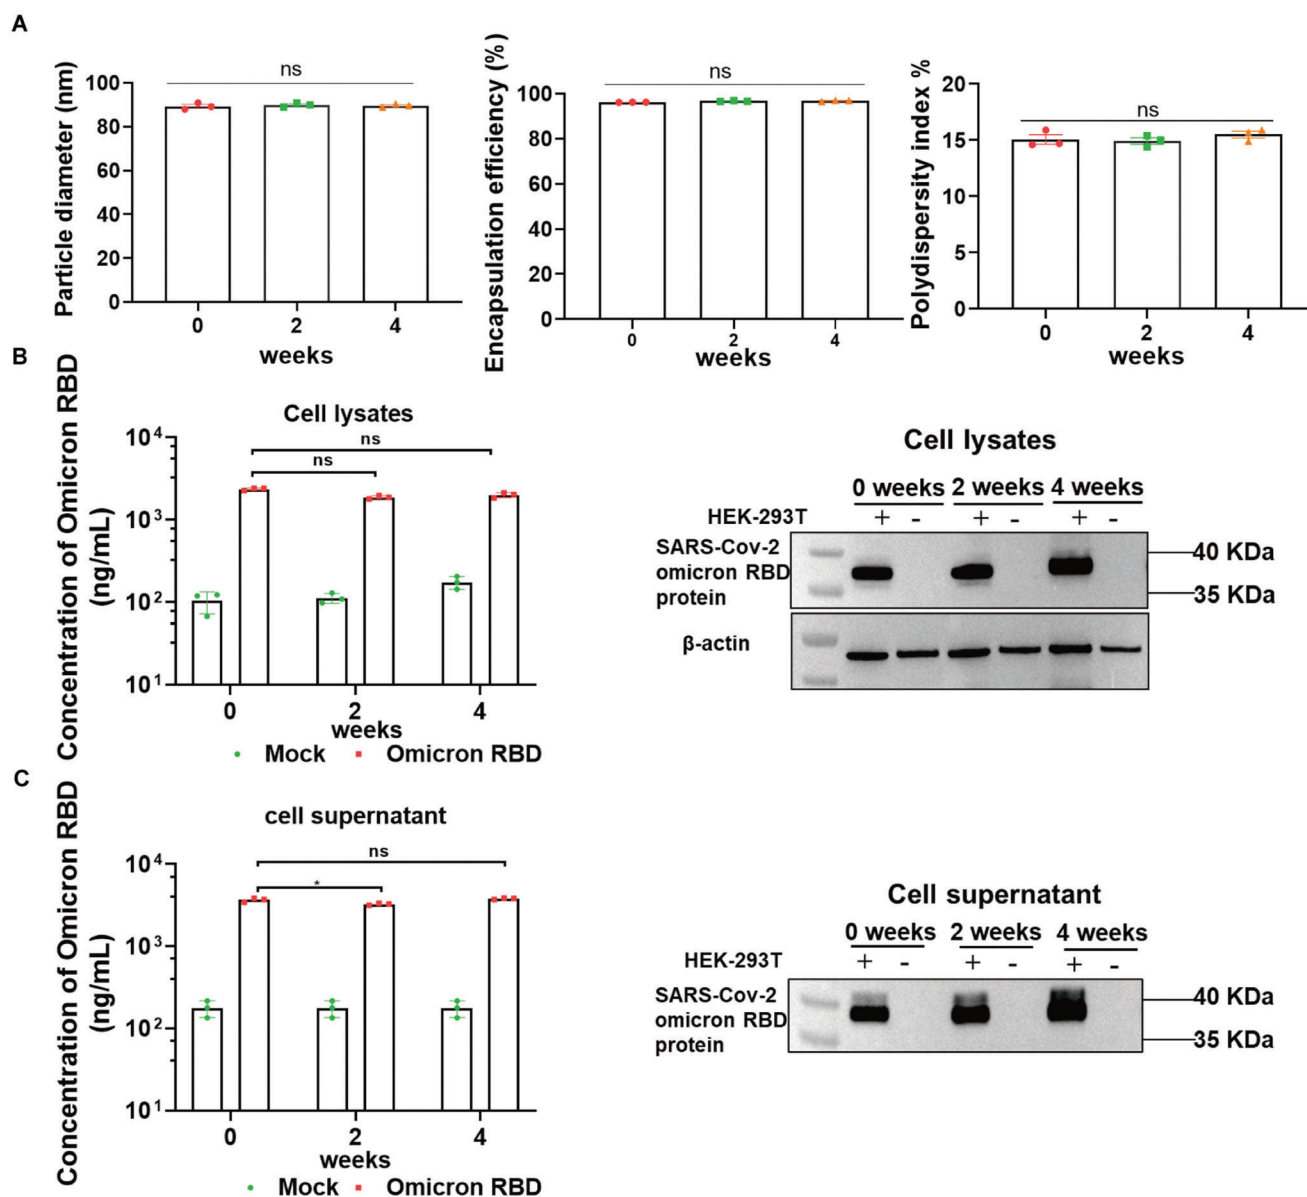 A
Particle diameter (nm)
ns
100
80
60
40
20
0
0 2 4
weeks
Encapsulation efficiency (%)
ns
100
80
60
40
20
0
0 2 4
weeks
Polydispersity index %
ns
20
15
10
5
0
0 2 4
weeks
B
Concentration of Omicron RBD
(ng/mL)
Cell lysates
ns
ns
10⁴
10³
10²
10¹
0 2 4
weeks
Mock Omicron RBD
Cell lysates
0 weeks 2 weeks 4 weeks
HEK-293T + - + - + -
SARS-Cov-2
omicron RBD
protein
40 KDa
35 KDa
β-actin
C
Concentration of Omicron RBD
(ng/mL)
cell supernatant
ns
*
10⁴
10³
10²
10¹
0 2 4
weeks
Mock Omicron RBD
Cell supernatant
0 weeks 2 weeks 4 weeks
HEK-293T + - + - + -
SARS-Cov-2
omicron RBD
protein
40 KDa
35 KDa